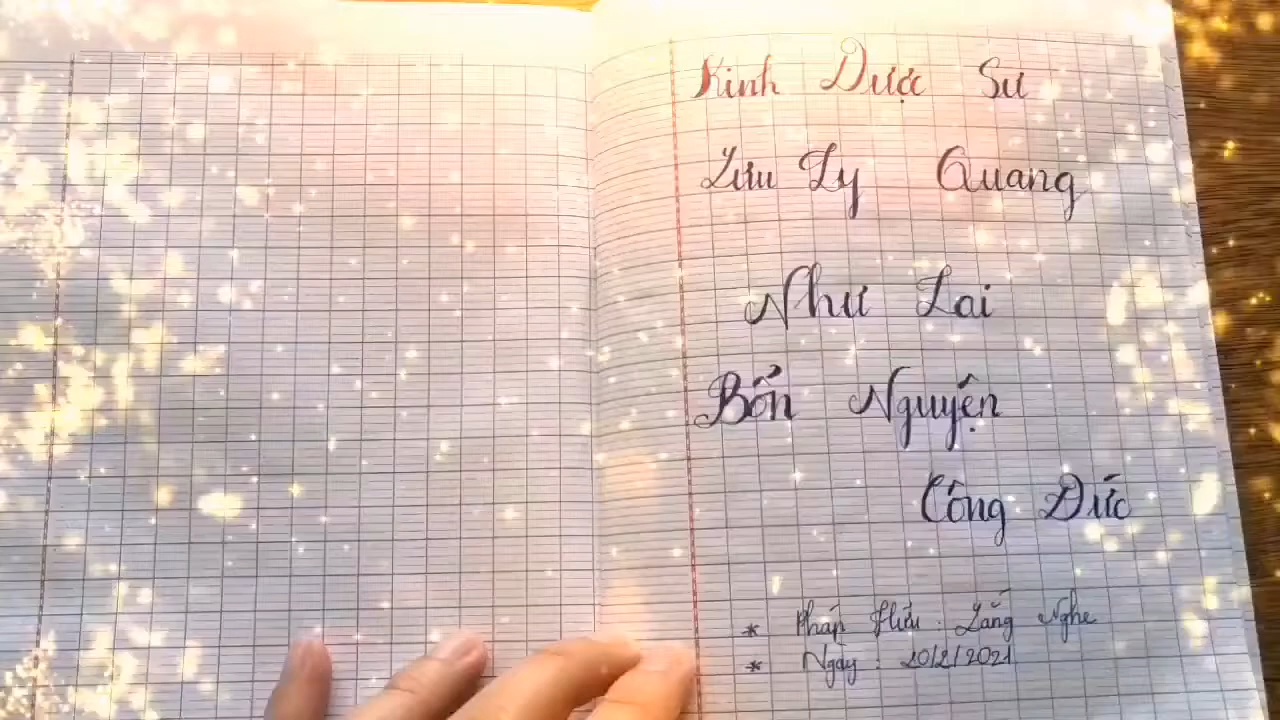 Kinh Dược Sư
Lưu Ly Quang
Như Lai
Bổn Nguyện
Công Đức
* Pháp Hữu : Lắng Nghe
* Ngày : 20/2/2021